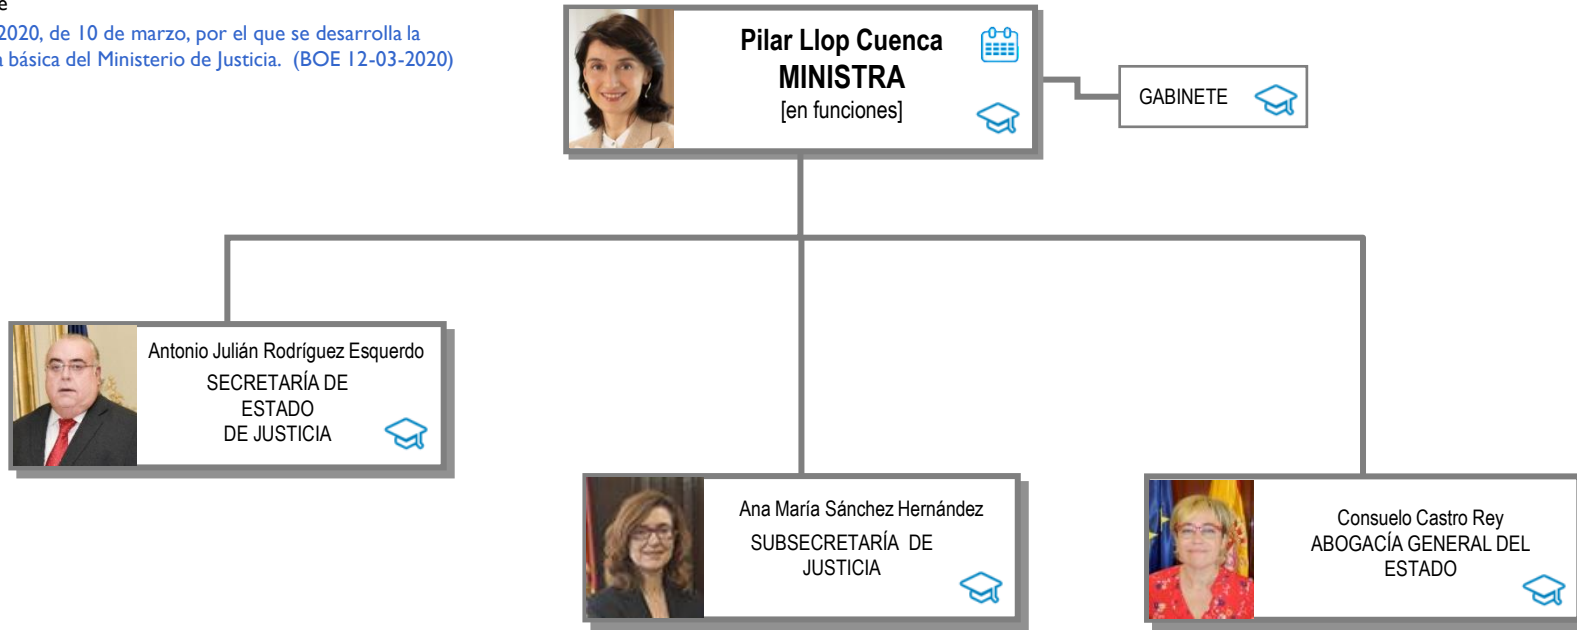 2020, de 10 de marzo, por el que se desarrolla la
básica del Ministerio de Justicia. (BOE 12-03-2020)
Pilar Llop Cuenca
MINISTRA
[en funciones]
GABINETE
Antonio Julián Rodríguez Esquerdo
SECRETARÍA DE
ESTADO
DE JUSTICIA
Ana María Sánchez Hernández
SUBSECRETARÍA DE
JUSTICIA
Consuelo Castro Rey
ABOGACÍA GENERAL DEL
ESTADO